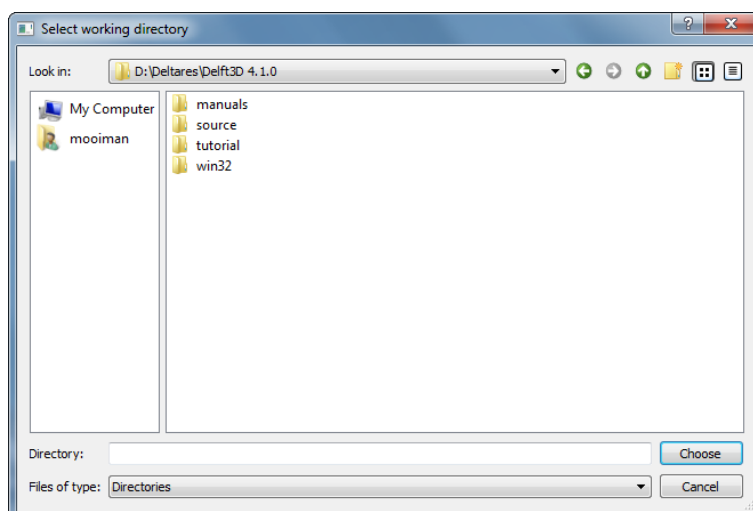 Select working directory
?
X
Look in: D:\Deltares\Delft3D 4.1.0
My Computer
mooiman
manuals
source
tutorial
win32
Directory:
Choose
Files of type: Directories
Cancel